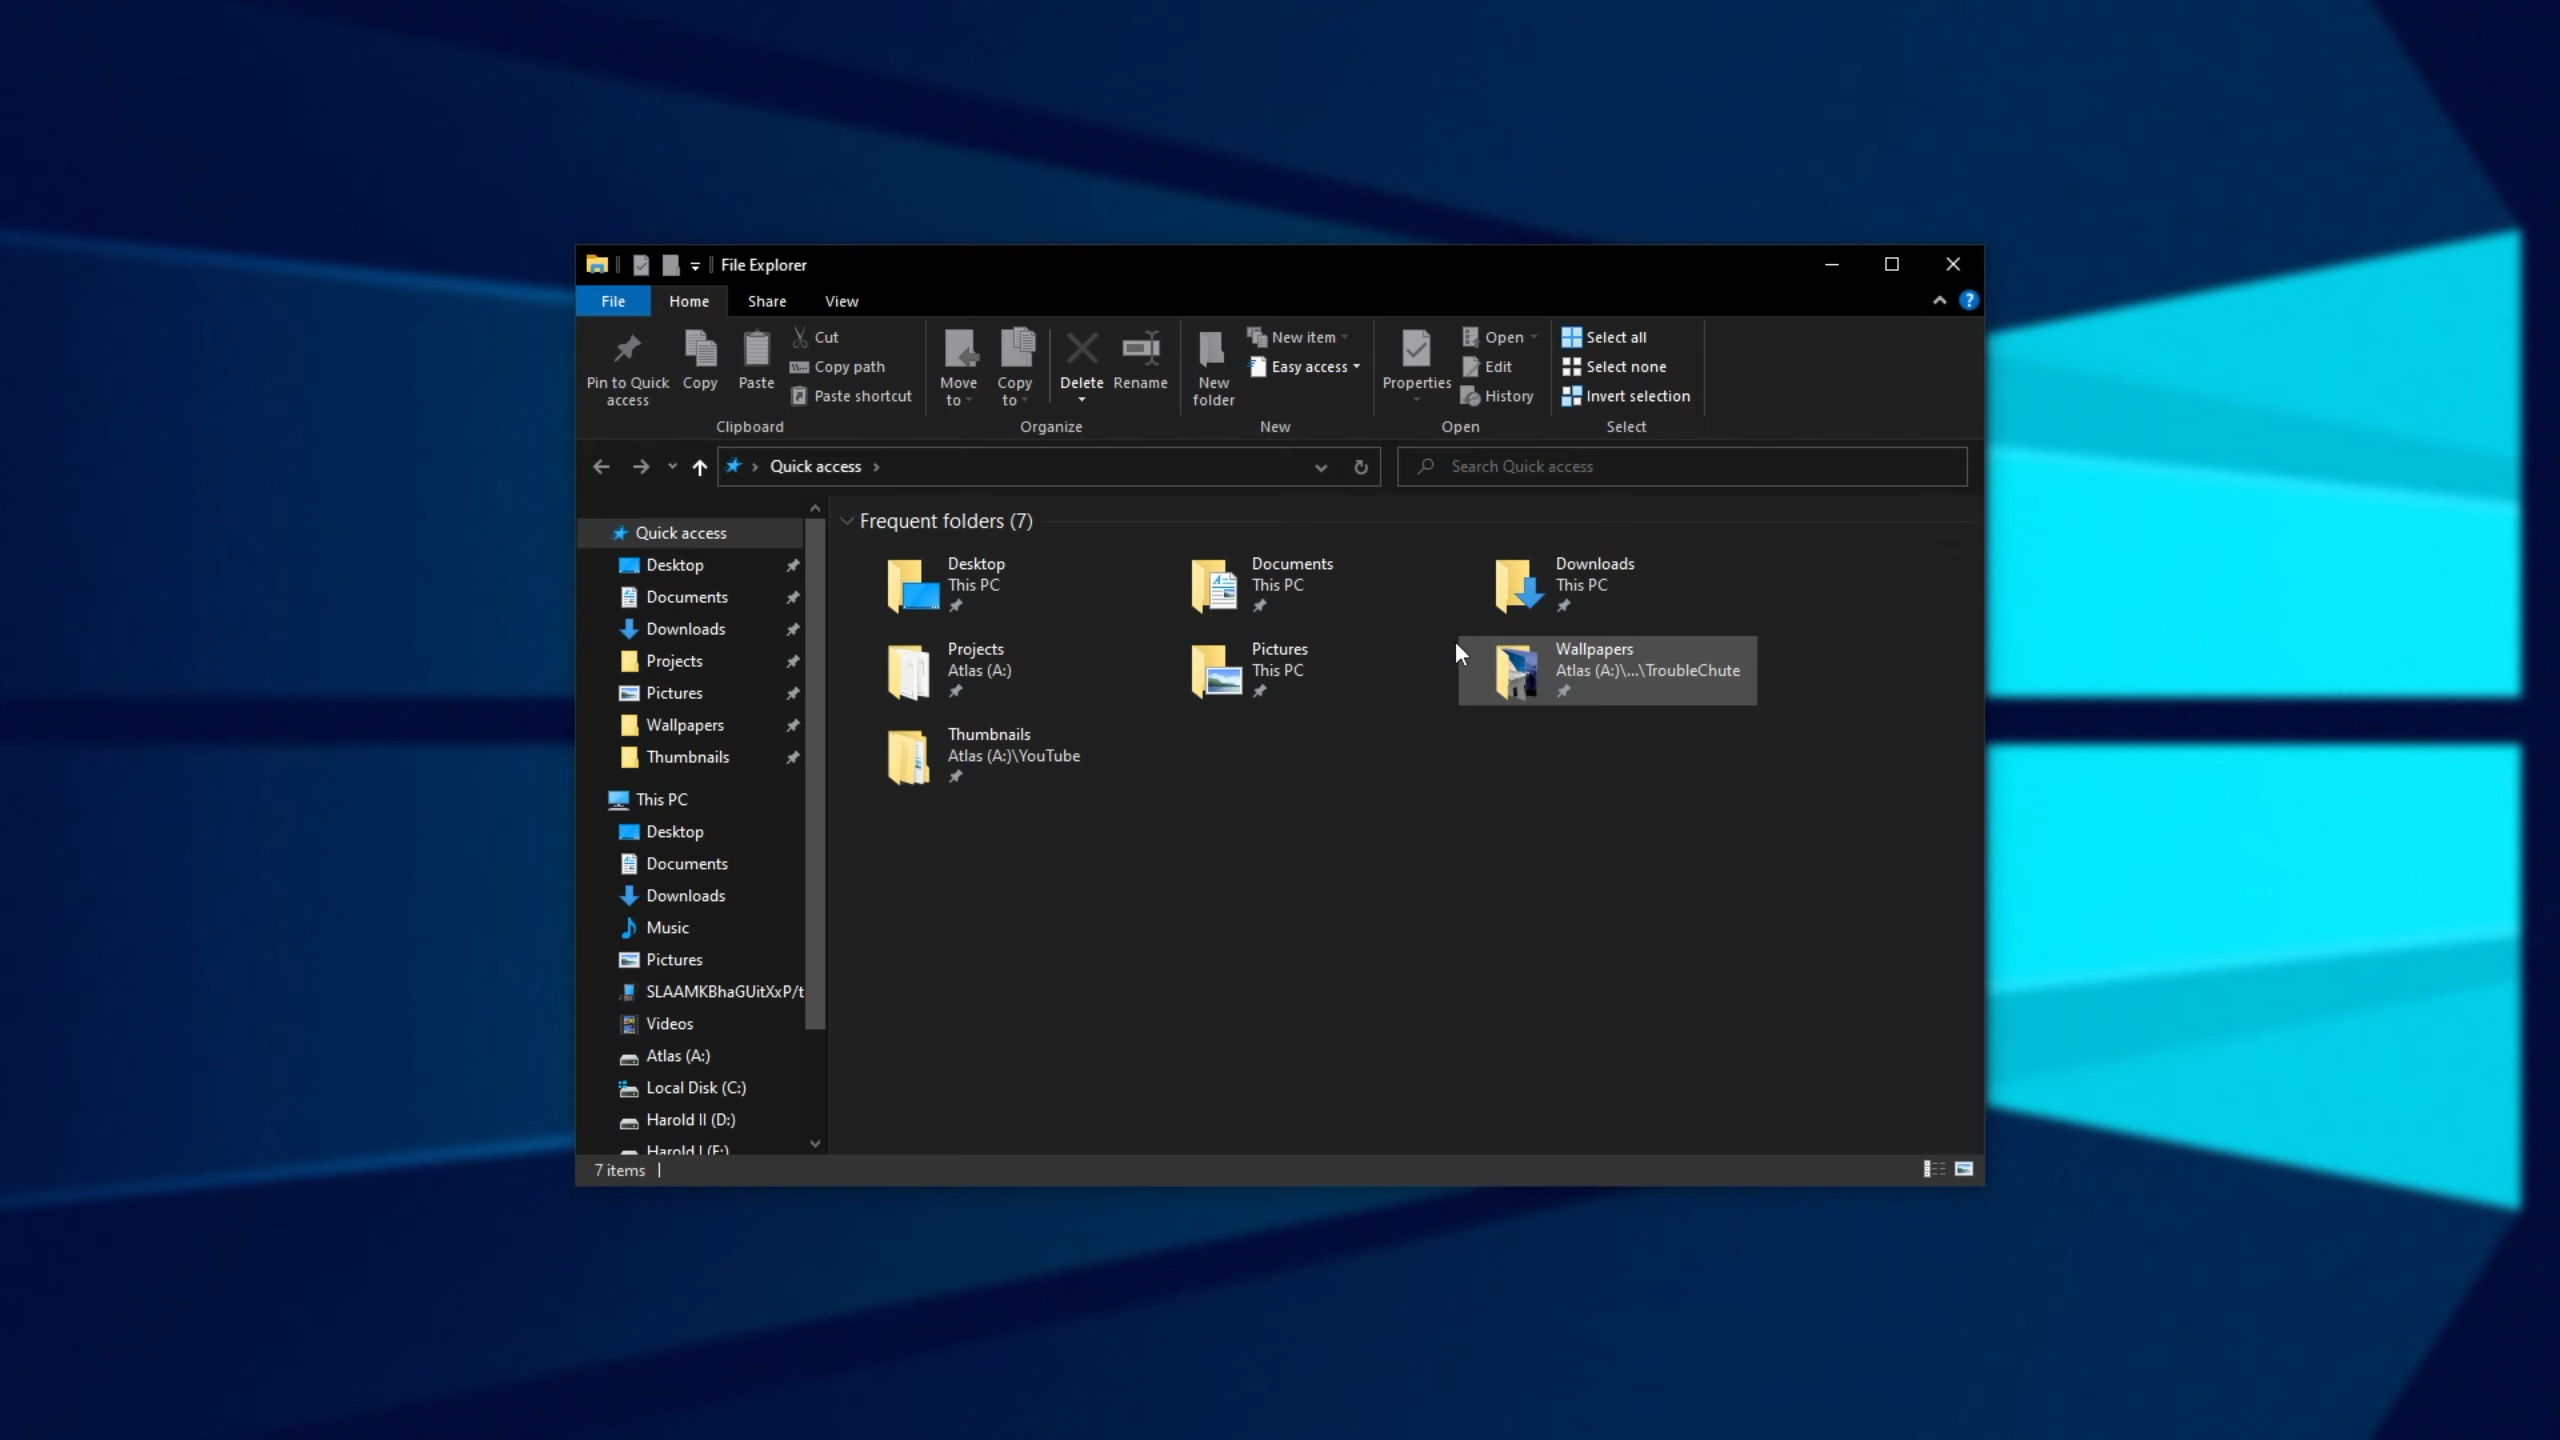 File Explorer
File Home Share View
Pin to Quick access
Copy
Paste
Cut
Copy path
Paste shortcut
Clipboard
Move to
Copy to
Delete
Rename
Organize
New folder
New item
Easy access
New
Properties
Open
Edit
History
Open
Select all
Select none
Invert selection
Select
Quick access
Search Quick access
Quick access
Desktop
Documents
Downloads
Projects
Pictures
Wallpapers
Thumbnails
This PC
Desktop
Documents
Downloads
Music
Pictures
SLAAMKBhaGUitXxP/t
Videos
Atlas (A:)
Local Disk (C:)
Harold II (D:)
Harold I (F:)
Frequent folders (7)
Desktop
This PC
Documents
This PC
Downloads
This PC
Projects
Atlas (A:)
Pictures
This PC
Wallpapers
Atlas (A:)\...\TroubleChute
Thumbnails
Atlas (A:)\YouTube
7 items